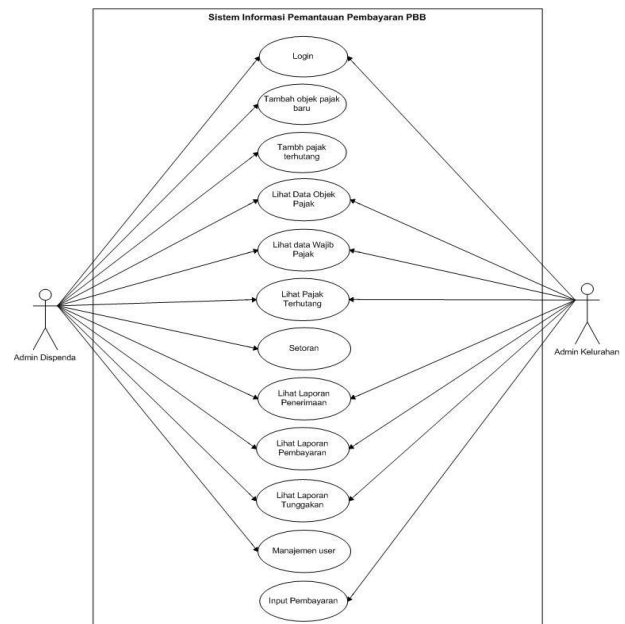 Sistem Informasi Pemantauan Pembayaran PBB
Login
Tambah objek pajak
baru
Tambh pajak
terhutang
Lihat Data Objek
Pajak
Lihat data Wajib
Pajak
Lihat Pajak
Terhutang
Setoran
Admin Dispenda
Admin Kelurahan
Lihat Laporan
Penerimaan
Lihat Laporan
Pembayaran
Lihat Laporan
Tunggakan
Manajemen user
Input Pembayaran